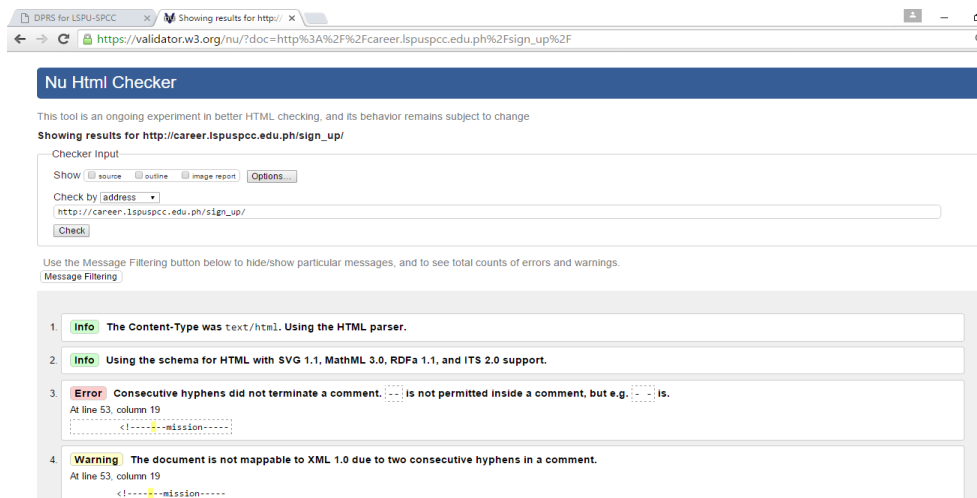 DPRS for LSPU-SPCC
Showing results for http://
https://validator.w3.org/nu/?doc=http%3A%2F%2Fcareer.lspuspcc.edu.ph%2Fsign_up%2F
Nu Html Checker
This tool is an ongoing experiment in better HTML checking, and its behavior remains subject to change
Showing results for http://career.lspuspcc.edu.ph/sign_up/
Checker Input
Show source outline image report Options...
Check by address
http://career.lspuspcc.edu.ph/sign_up/
Check
Use the Message Filtering button below to hide/show particular messages, and to see total counts of errors and warnings.
Message Filtering
1. Info The Content-Type was text/html. Using the HTML parser.
2. Info Using the schema for HTML with SVG 1.1, MathML 3.0, RDFa 1.1, and ITS 2.0 support.
3. Error Consecutive hyphens did not terminate a comment. -- is not permitted inside a comment, but e.g. - - is.
At line 53, column 19
<!-------mission-----
4. Warning The document is not mappable to XML 1.0 due to two consecutive hyphens in a comment.
At line 53, column 19
<!-------mission-----